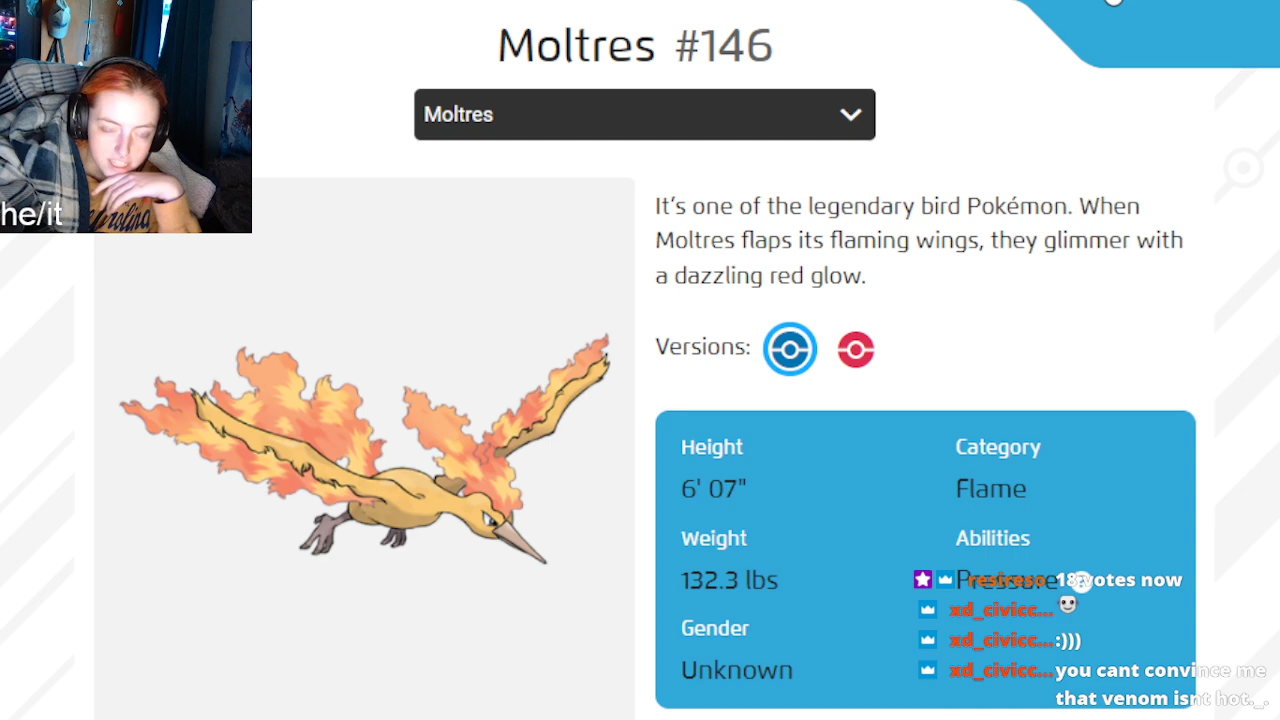 Moltres #146
Moltres
he/it
It's one of the legendary bird Pokémon. When
Moltres flaps its flaming wings, they glimmer with
a dazzling red glow.
Versions:
Height
6' 07"
Category
Flame
Weight
132.3 lbs
Abilities
Pressure
Gender
Unknown
18 votes now
xd_civicc...
xd_civicc...:)))
xd_civicc...you cant convince me
that venom isnt hot._.